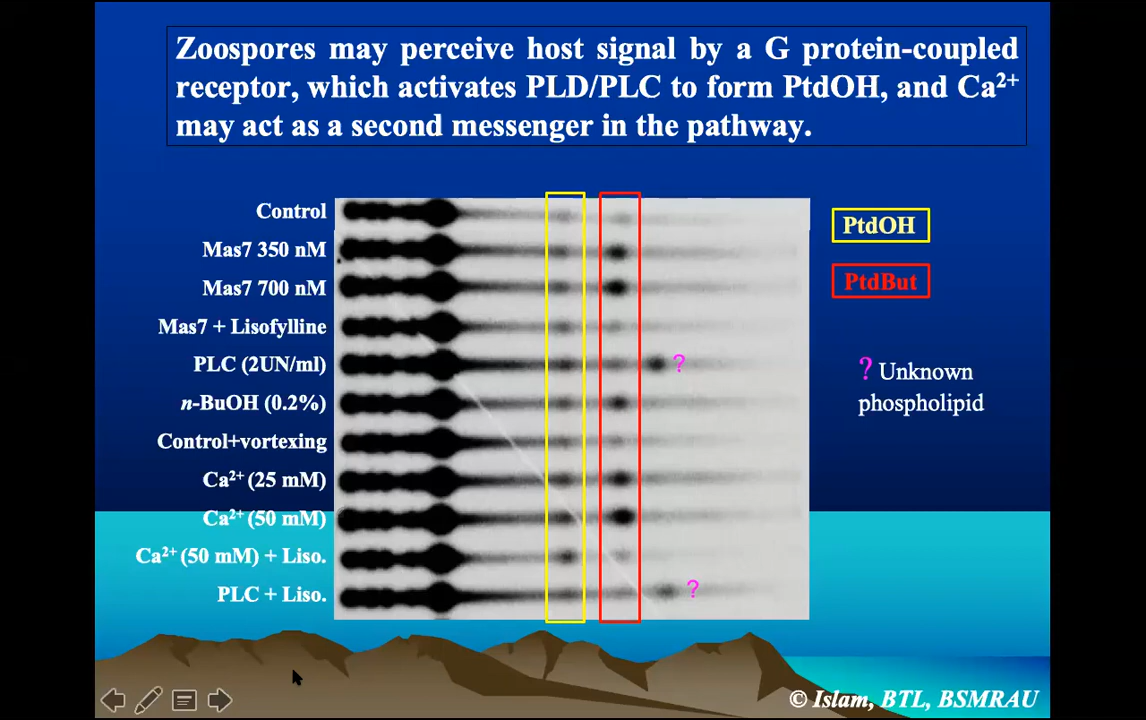 Zoospores may perceive host signal by a G protein-coupled
receptor, which activates PLD/PLC to form PtdOH, and Ca²⁺
may act as a second messenger in the pathway.
Control
Mas7 350 nM
Mas7 700 nM
Mas7 + Lisofylline
PLC (2UN/ml)
n-BuOH (0.2%)
Control+vortexing
Ca²⁺ (25 mM)
Ca²⁺ (50 mM)
Ca²⁺ (50 mM) + Liso.
PLC + Liso.
?
?
PtdOH
PtdBut
? Unknown
phospholipid
© Islam, BTL, BSMRAU